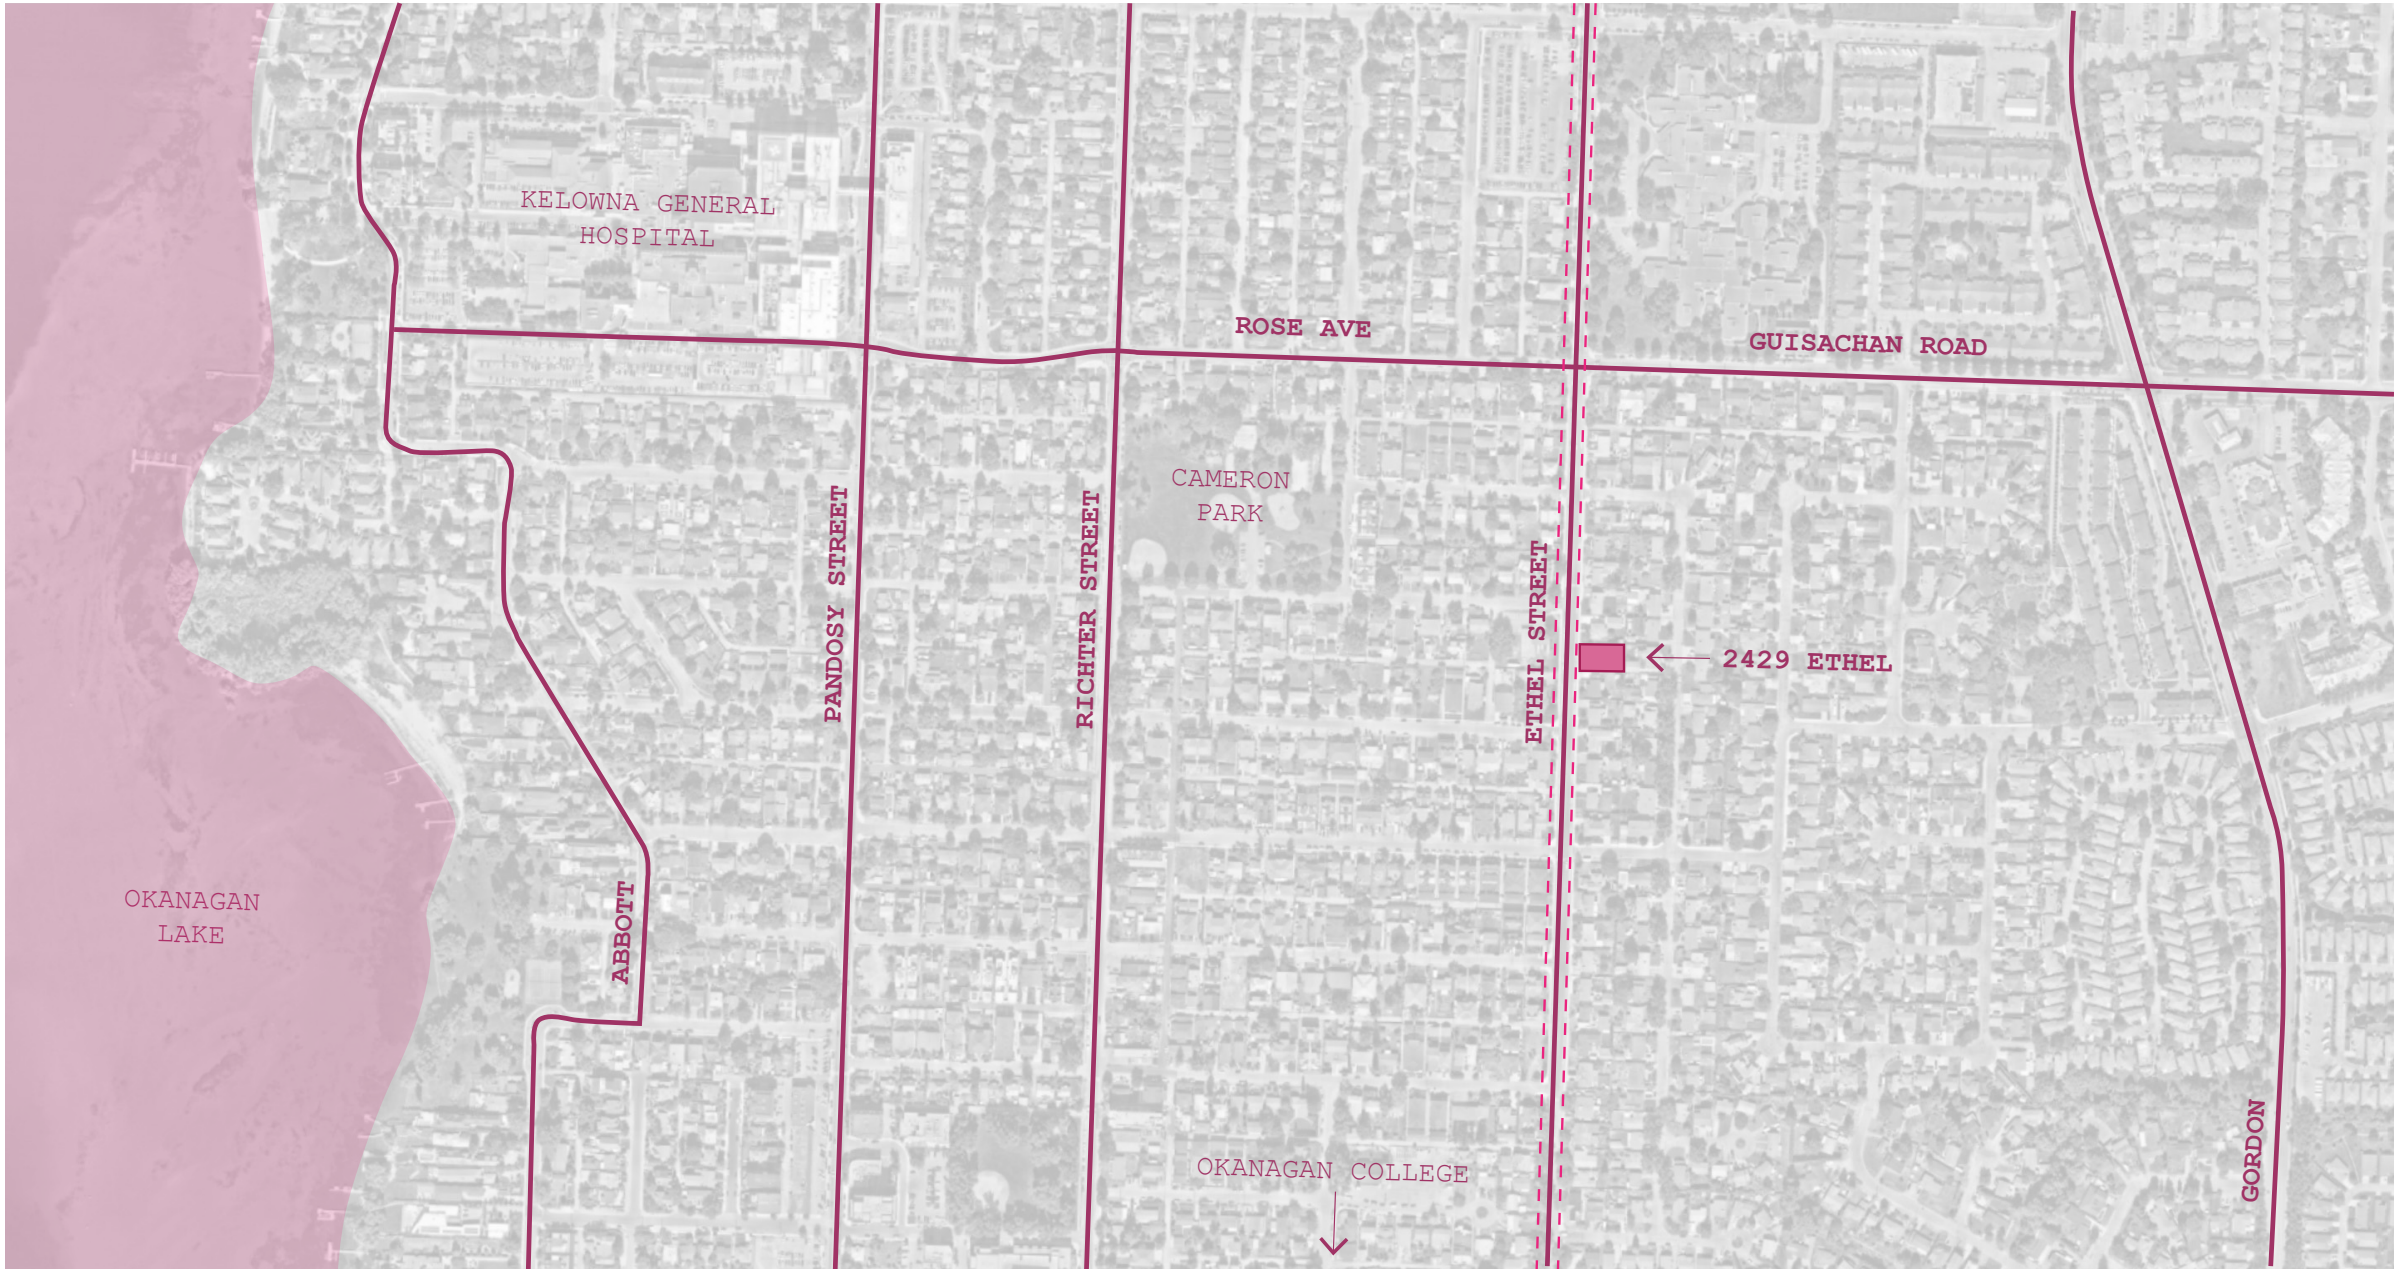 KELOWNA GENERAL
HOSPITAL
ROSE AVE
GUISACHAN ROAD
CAMERON
PARK
PANDOSY STREET
RICHTER STREET
ETHEL STREET
2429 ETHEL
OKANAGAN
LAKE
ABBOTT
OKANAGAN COLLEGE
GORDON